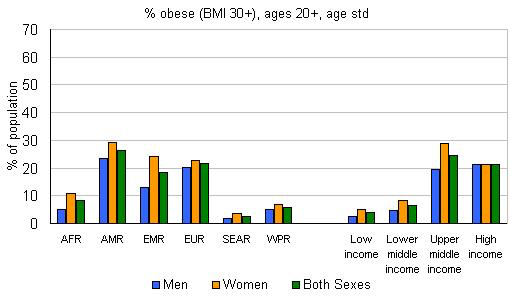 % obese (BMI 30+), ages 20+, age std
% of population
70
60
50
40
30
20
10
0
AFR AMR EMR EUR SEAR WPR Low income Lower middle income Upper middle income High income
Men Women Both Sexes